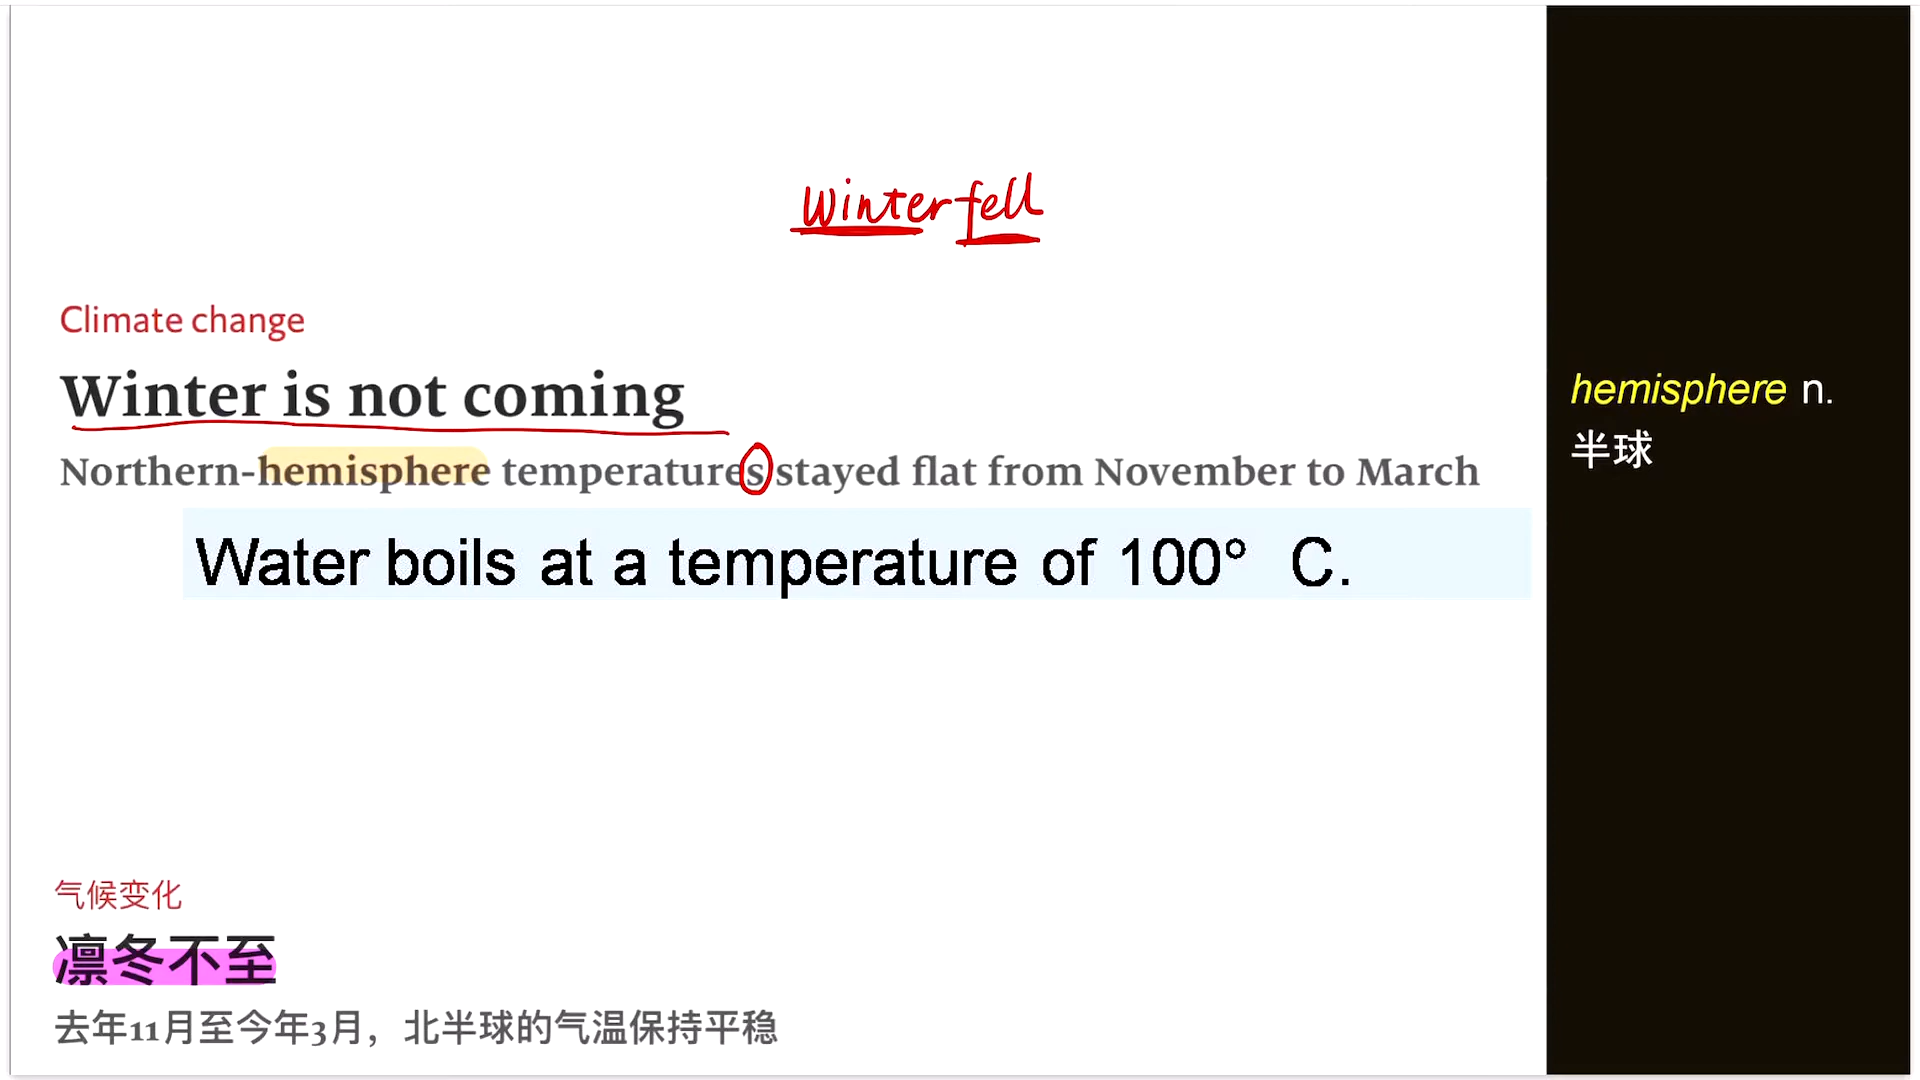 Winterfell
Climate change
Winter is not coming
Northern-hemisphere temperatures stayed flat from November to March
Water boils at a temperature of 100° C.
气候变化
凛冬不至
去年11月至今年3月，北半球的气温保持平稳
hemisphere n.
半球